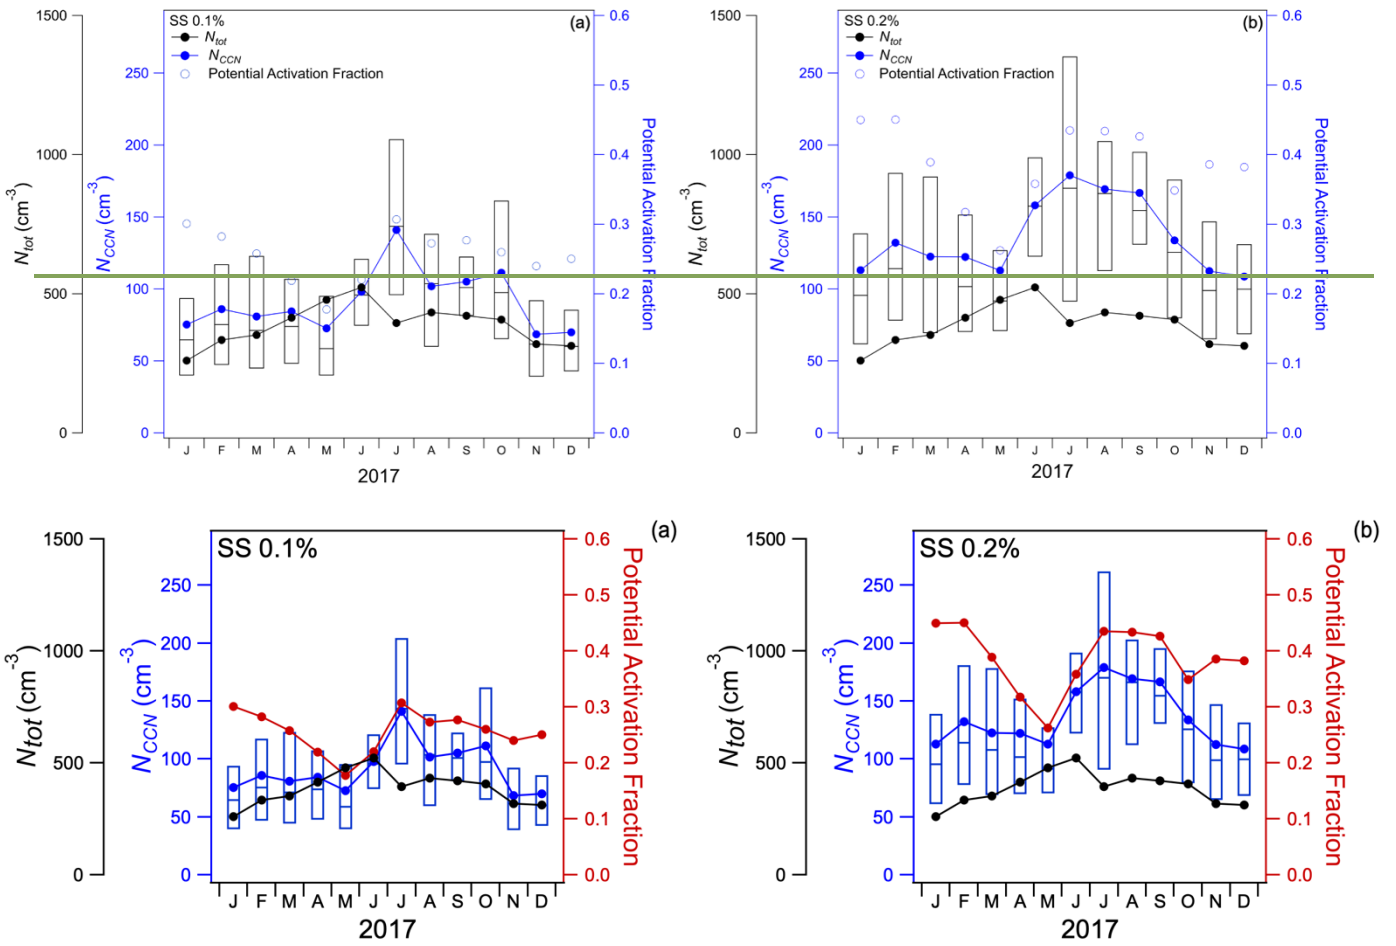 1500
1000
500
0
N_tot (cm^-3)
250
200
150
100
50
0
N_CCN (cm^-3)
SS 0.1%
(a)
N_tot
N_CCN
Potential Activation Fraction
0.6
0.5
0.4
0.3
0.2
0.1
0.0
Potential Activation Fraction
J F M A M J J A S O N D
2017
1500
1000
500
0
N_tot (cm^-3)
250
200
150
100
50
0
N_CCN (cm^-3)
SS 0.2%
(b)
N_tot
N_CCN
Potential Activation Fraction
0.6
0.5
0.4
0.3
0.2
0.1
0.0
Potential Activation Fraction
J F M A M J J A S O N D
2017
1500
1000
500
0
N_tot (cm^-3)
250
200
150
100
50
0
N_CCN (cm^-3)
SS 0.1%
(a)
0.6
0.5
0.4
0.3
0.2
0.1
0.0
Potential Activation Fraction
J F M A M J J A S O N D
2017
1500
1000
500
0
N_tot (cm^-3)
250
200
150
100
50
0
N_CCN (cm^-3)
SS 0.2%
(b)
0.6
0.5
0.4
0.3
0.2
0.1
0.0
Potential Activation Fraction
J F M A M J J A S O N D
2017